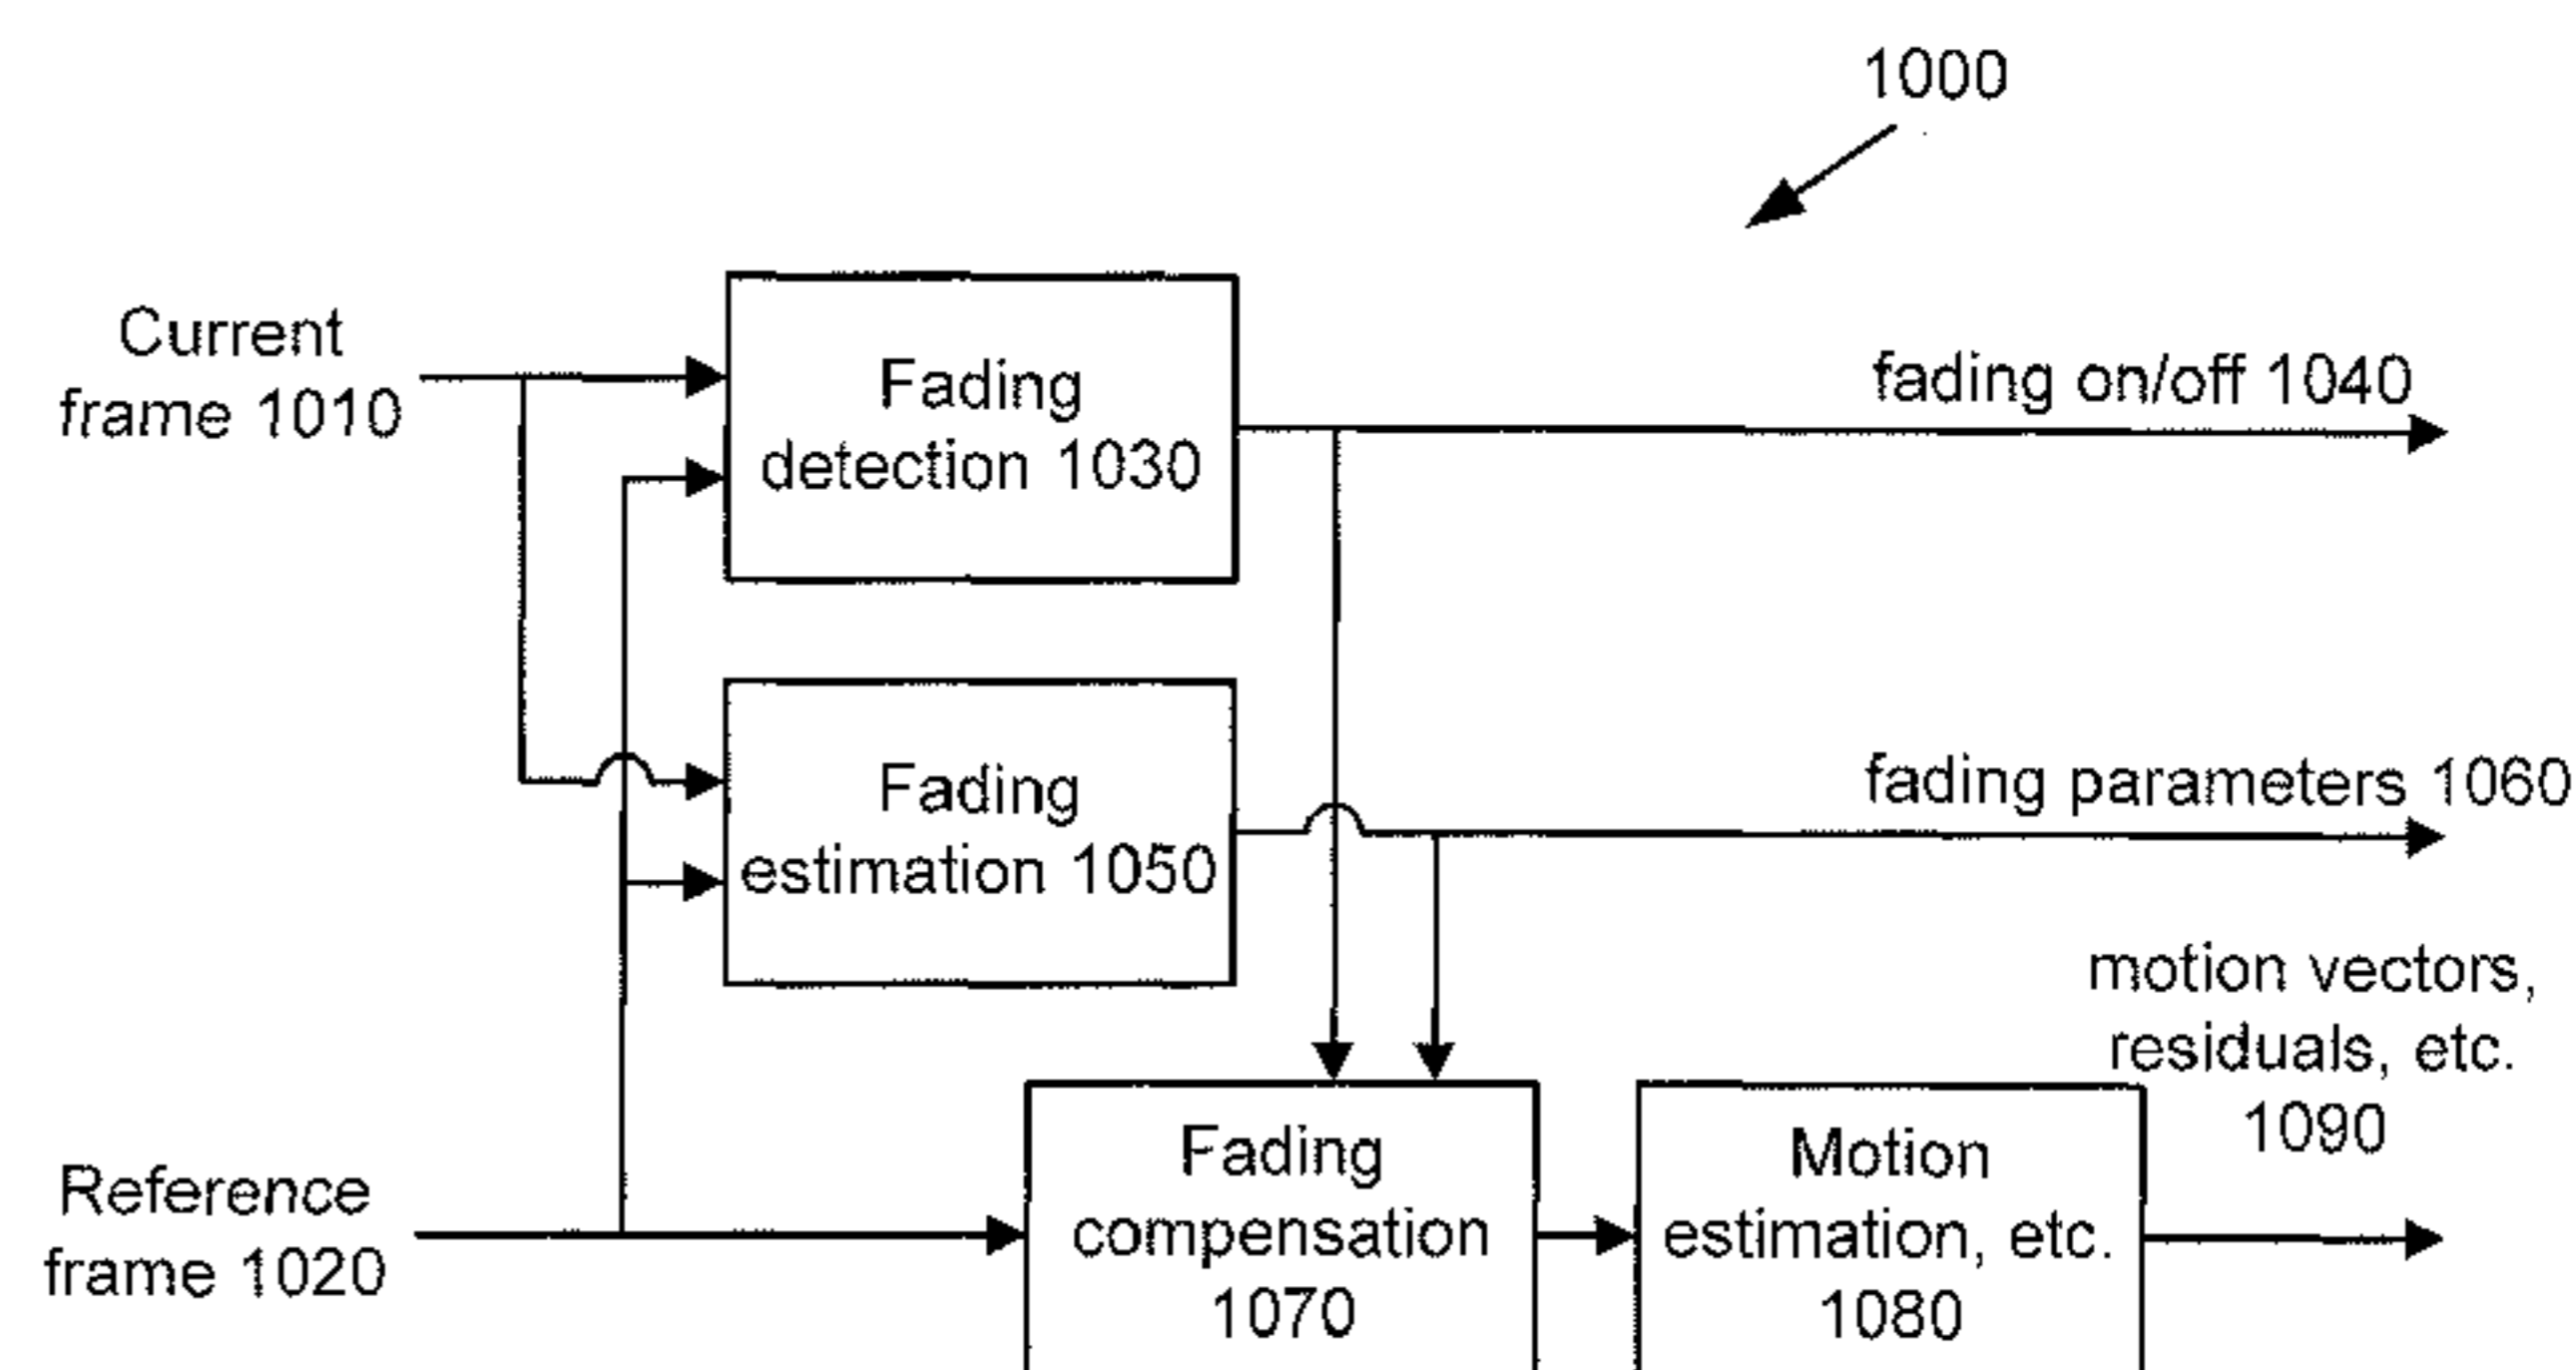 1000
Current
frame 1010
Fading
detection 1030
fading on/off 1040
Fading
estimation 1050
fading parameters 1060
motion vectors,
residuals, etc.
1090
Reference
frame 1020
Fading
compensation
1070
Motion
estimation, etc.
1080